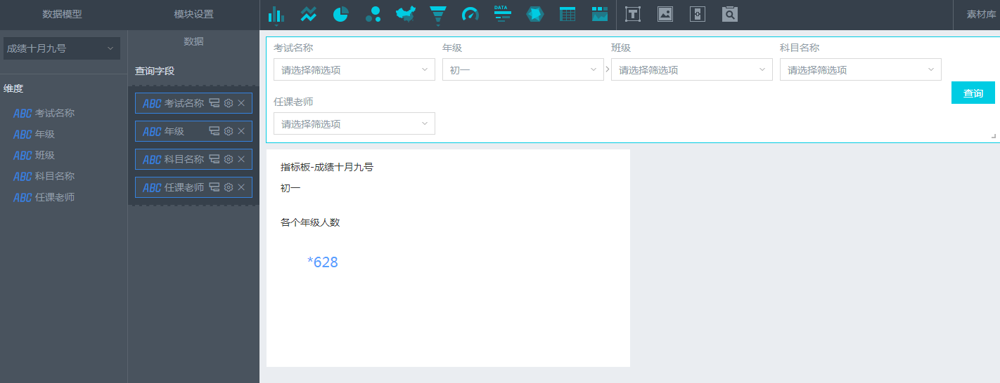 数据模型
模块设置
DATA
素材库
成绩十月九号
维度
ABC 考试名称
ABC 年级
ABC 班级
ABC 科目名称
ABC 任课老师
数据
查询字段
ABC 考试名称
ABC 年级
ABC 科目名称
ABC 任课老师
考试名称
年级
班级
科目名称
请选择筛选项
初一
请选择筛选项
请选择筛选项
任课老师
请选择筛选项
查询
指标板-成绩十月九号
初一
各个年级人数
*628